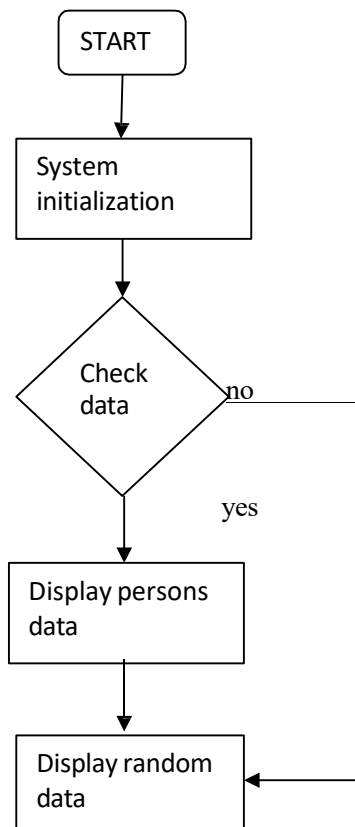 START
System
initialization
Check
data
no
yes
Display persons
data
Display random
data